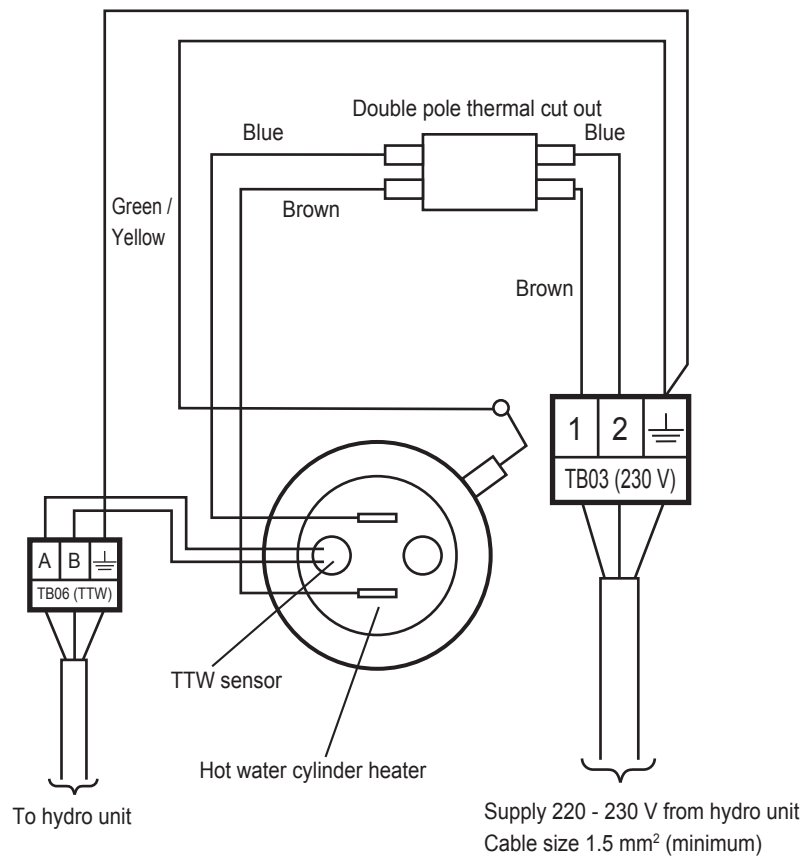 Double pole thermal cut out
Blue
Blue
Green /
Yellow
Brown
Brown
1 2
TB03 (230 V)
A B
TB06 (TTW)
TTW sensor
Hot water cylinder heater
To hydro unit
Supply 220 - 230 V from hydro unit
Cable size 1.5 mm² (minimum)